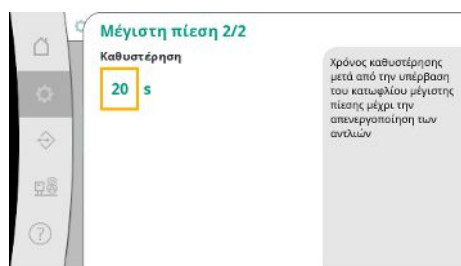 Μέγιστη πίεση 2/2
Καθυστέρηση
20 s
Χρόνος καθυστέρησης
μετά από την υπέρβαση
του κατωφλίου μέγιστης
πίεσης μέχρι την
απενεργοποίηση των
αντλιών
?